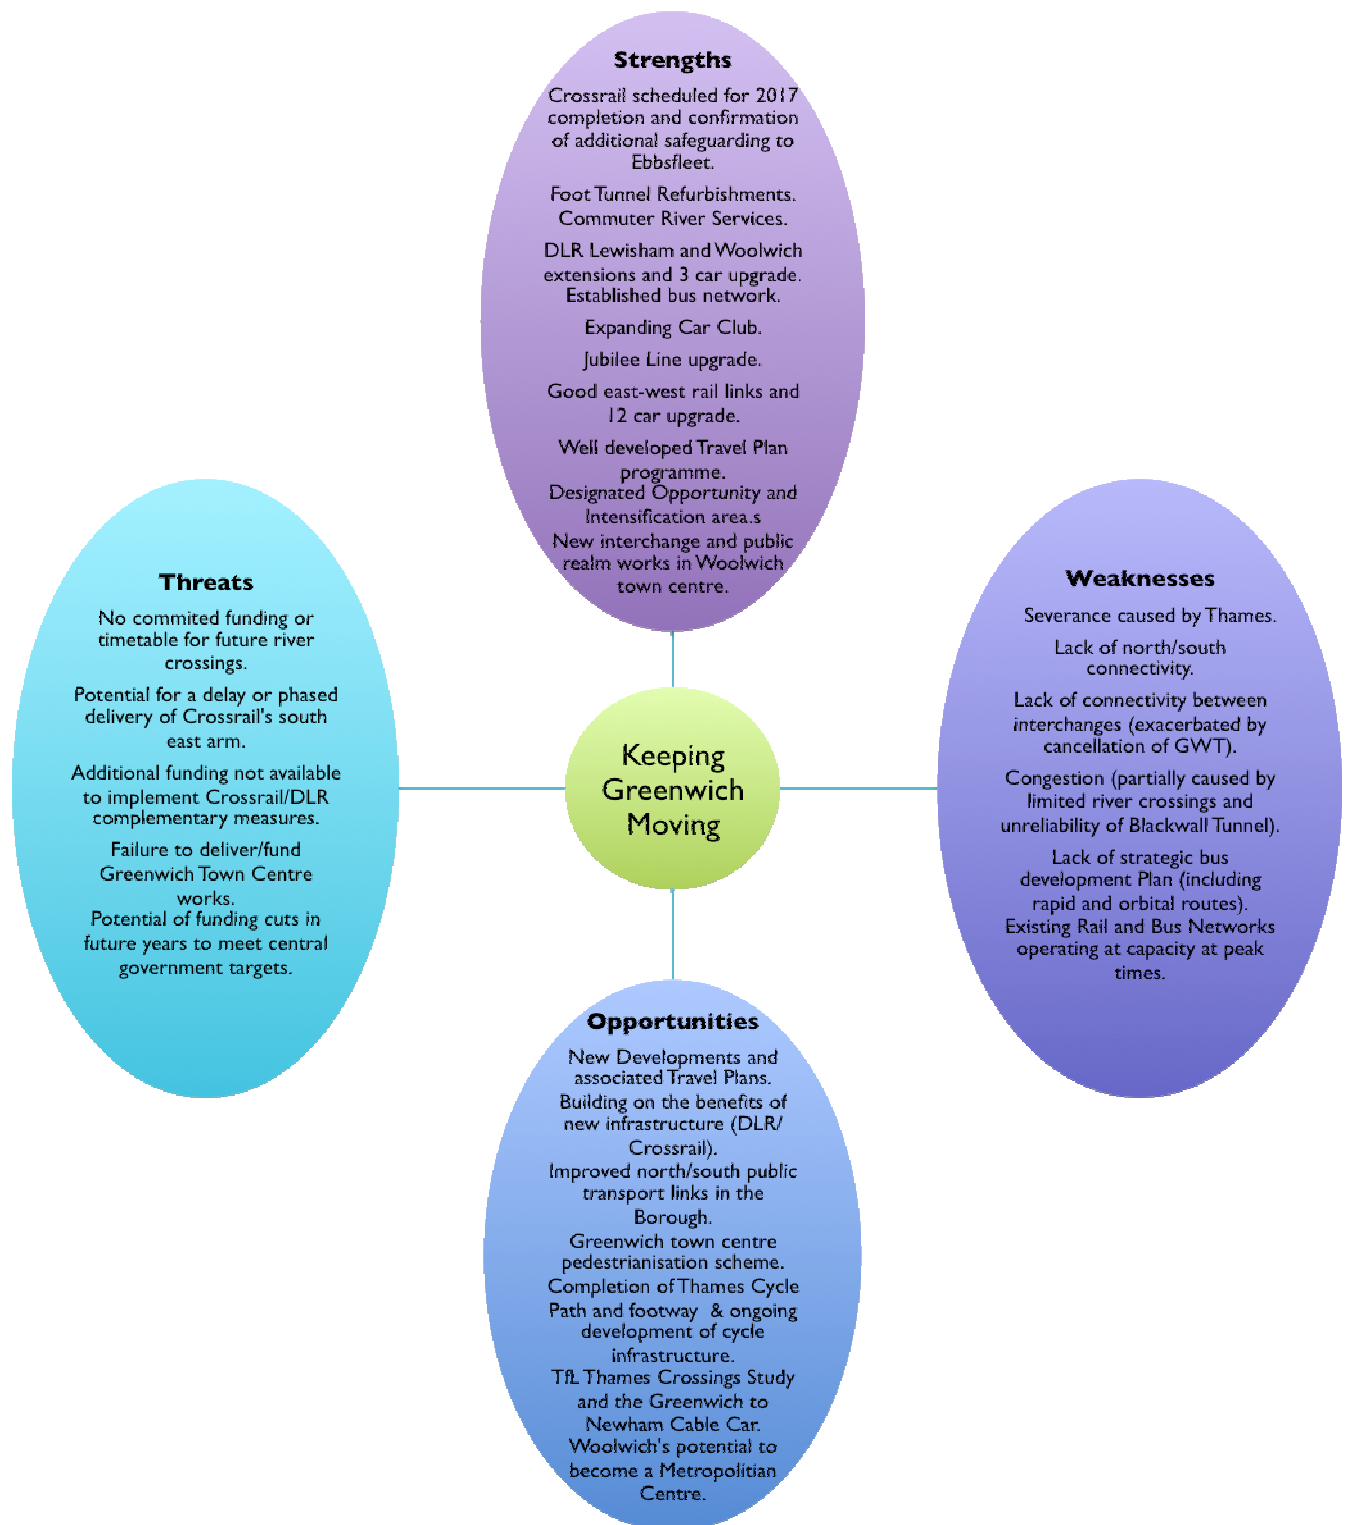 Strengths
Crossrail scheduled for 2017
completion and confirmation
of additional safeguarding to
Ebbsfleet.
Foot Tunnel Refurbishments.
Commuter River Services.
DLR Lewisham and Woolwich
extensions and 3 car upgrade.
Established bus network.
Expanding Car Club.
Jubilee Line upgrade.
Good east-west rail links and
12 car upgrade.
Well developed Travel Plan
programme.
Designated Opportunity and
Intensification area.s
New interchange and public
realm works in Woolwich
town centre.
Threats
No commited funding or
timetable for future river
crossings.
Potential for a delay or phased
delivery of Crossrail's south
east arm.
Additional funding not available
to implement Crossrail/DLR
complementary measures.
Failure to deliver/fund
Greenwich Town Centre
works.
Potential of funding cuts in
future years to meet central
government targets.
Keeping
Greenwich
Moving
Weaknesses
Severance caused by Thames.
Lack of north/south
connectivity.
Lack of connectivity between
interchanges (exacerbated by
cancellation of GWT).
Congestion (partially caused by
limited river crossings and
unreliability of Blackwall Tunnel).
Lack of strategic bus
development Plan (including
rapid and orbital routes).
Existing Rail and Bus Networks
operating at capacity at peak
times.
Opportunities
New Developments and
associated Travel Plans.
Building on the benefits of
new infrastructure (DLR/
Crossrail).
Improved north/south public
transport links in the
Borough.
Greenwich town centre
pedestrianisation scheme.
Completion of Thames Cycle
Path and footway & ongoing
development of cycle
infrastructure.
TfL Thames Crossings Study
and the Greenwich to
Newham Cable Car.
Woolwich's potential to
become a Metropolitian
Centre.